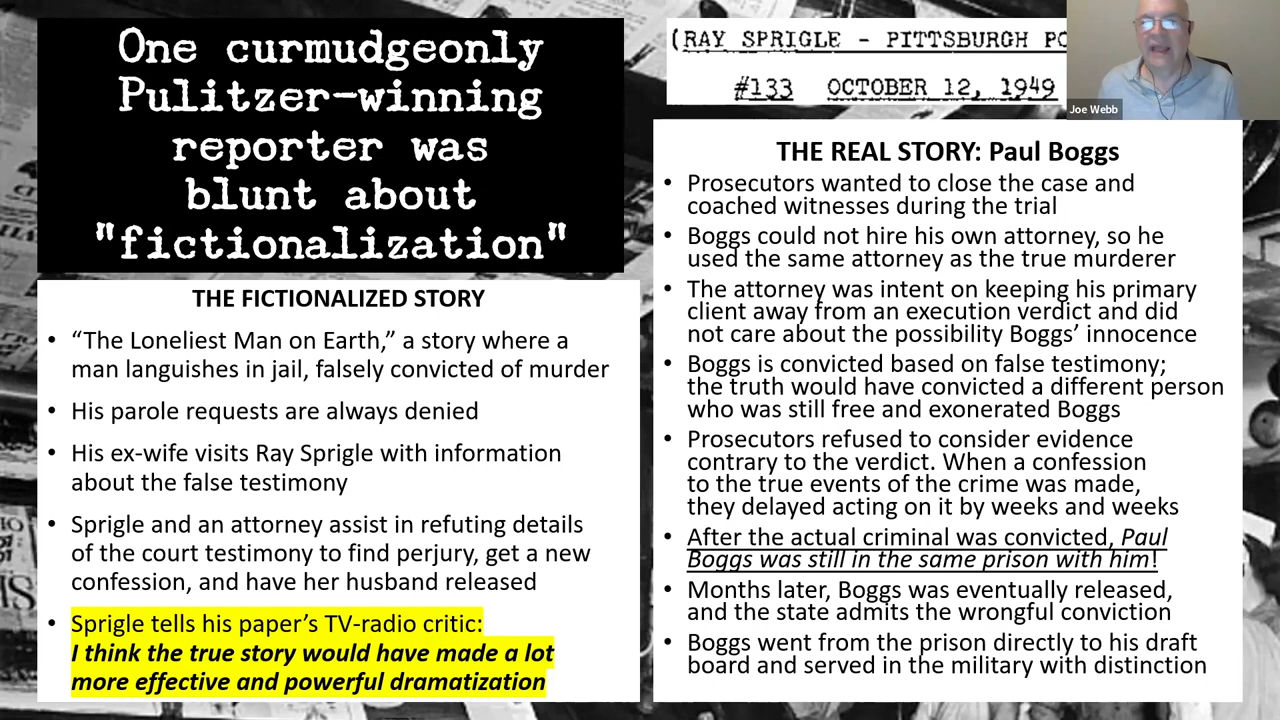 One curmudgeonly
Pulitzer-winning
reporter was
blunt about
"fictionalization"
THE FICTIONALIZED STORY
• “The Loneliest Man on Earth,” a story where a
man languishes in jail, falsely convicted of murder
• His parole requests are always denied
• His ex-wife visits Ray Sprigle with information
about the false testimony
• Sprigle and an attorney assist in refuting details
of the court testimony to find perjury, get a new
confession, and have her husband released
• Sprigle tells his paper’s TV-radio critic:
I think the true story would have made a lot
more effective and powerful dramatization
(RAY SPRIGLE - PITTSBURGH PO
#133 OCTOBER 12, 1949
Joe Webb
THE REAL STORY: Paul Boggs
• Prosecutors wanted to close the case and
coached witnesses during the trial
• Boggs could not hire his own attorney, so he
used the same attorney as the true murderer
• The attorney was intent on keeping his primary
client away from an execution verdict and did
not care about the possibility Boggs’ innocence
• Boggs is convicted based on false testimony;
the truth would have convicted a different person
who was still free and exonerated Boggs
• Prosecutors refused to consider evidence
contrary to the verdict. When a confession
to the true events of the crime was made,
they delayed acting on it by weeks and weeks
• After the actual criminal was convicted, Paul
Boggs was still in the same prison with him!
• Months later, Boggs was eventually released,
and the state admits the wrongful conviction
• Boggs went from the prison directly to his draft
board and served in the military with distinction